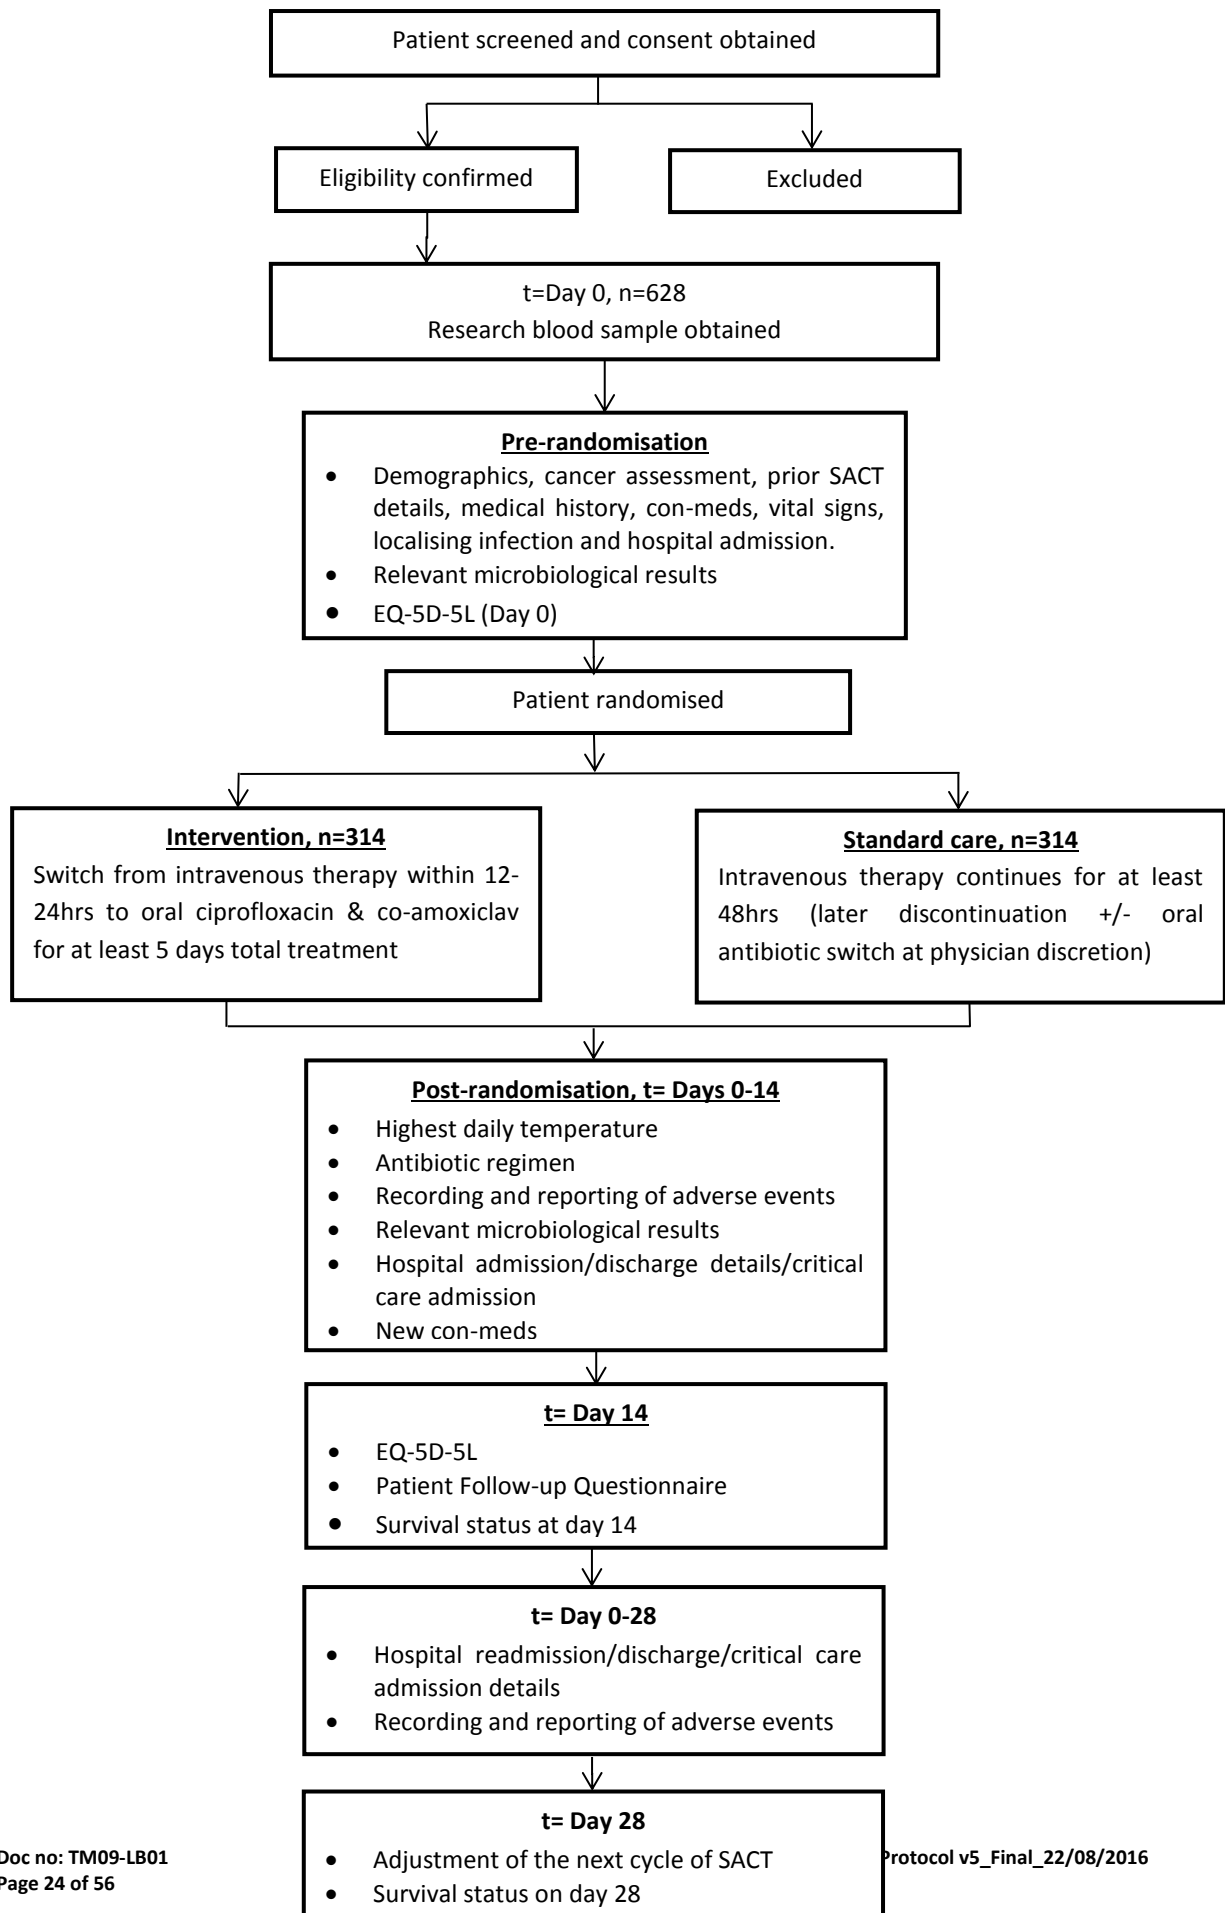 Patient screened and consent obtained
Eligibility confirmed
Excluded
t=Day 0, n=628
Research blood sample obtained
Pre-randomisation
• Demographics, cancer assessment, prior SACT
details, medical history, con-meds, vital signs,
localising infection and hospital admission.
• Relevant microbiological results
• EQ-5D-5L (Day 0)
Patient randomised
Intervention, n=314
Switch from intravenous therapy within 12-
24hrs to oral ciprofloxacin & co-amoxiclav
for at least 5 days total treatment
Standard care, n=314
Intravenous therapy continues for at least
48hrs (later discontinuation +/- oral
antibiotic switch at physician discretion)
Post-randomisation, t= Days 0-14
• Highest daily temperature
• Antibiotic regimen
• Recording and reporting of adverse events
• Relevant microbiological results
• Hospital admission/discharge details/critical
care admission
• New con-meds
t= Day 14
• EQ-5D-5L
• Patient Follow-up Questionnaire
• Survival status at day 14
t= Day 0-28
• Hospital readmission/discharge/critical care
admission details
• Recording and reporting of adverse events
t= Day 28
• Adjustment of the next cycle of SACT
• Survival status on day 28
Doc no: TM09-LB01
Page 24 of 56
Protocol v5_Final_22/08/2016